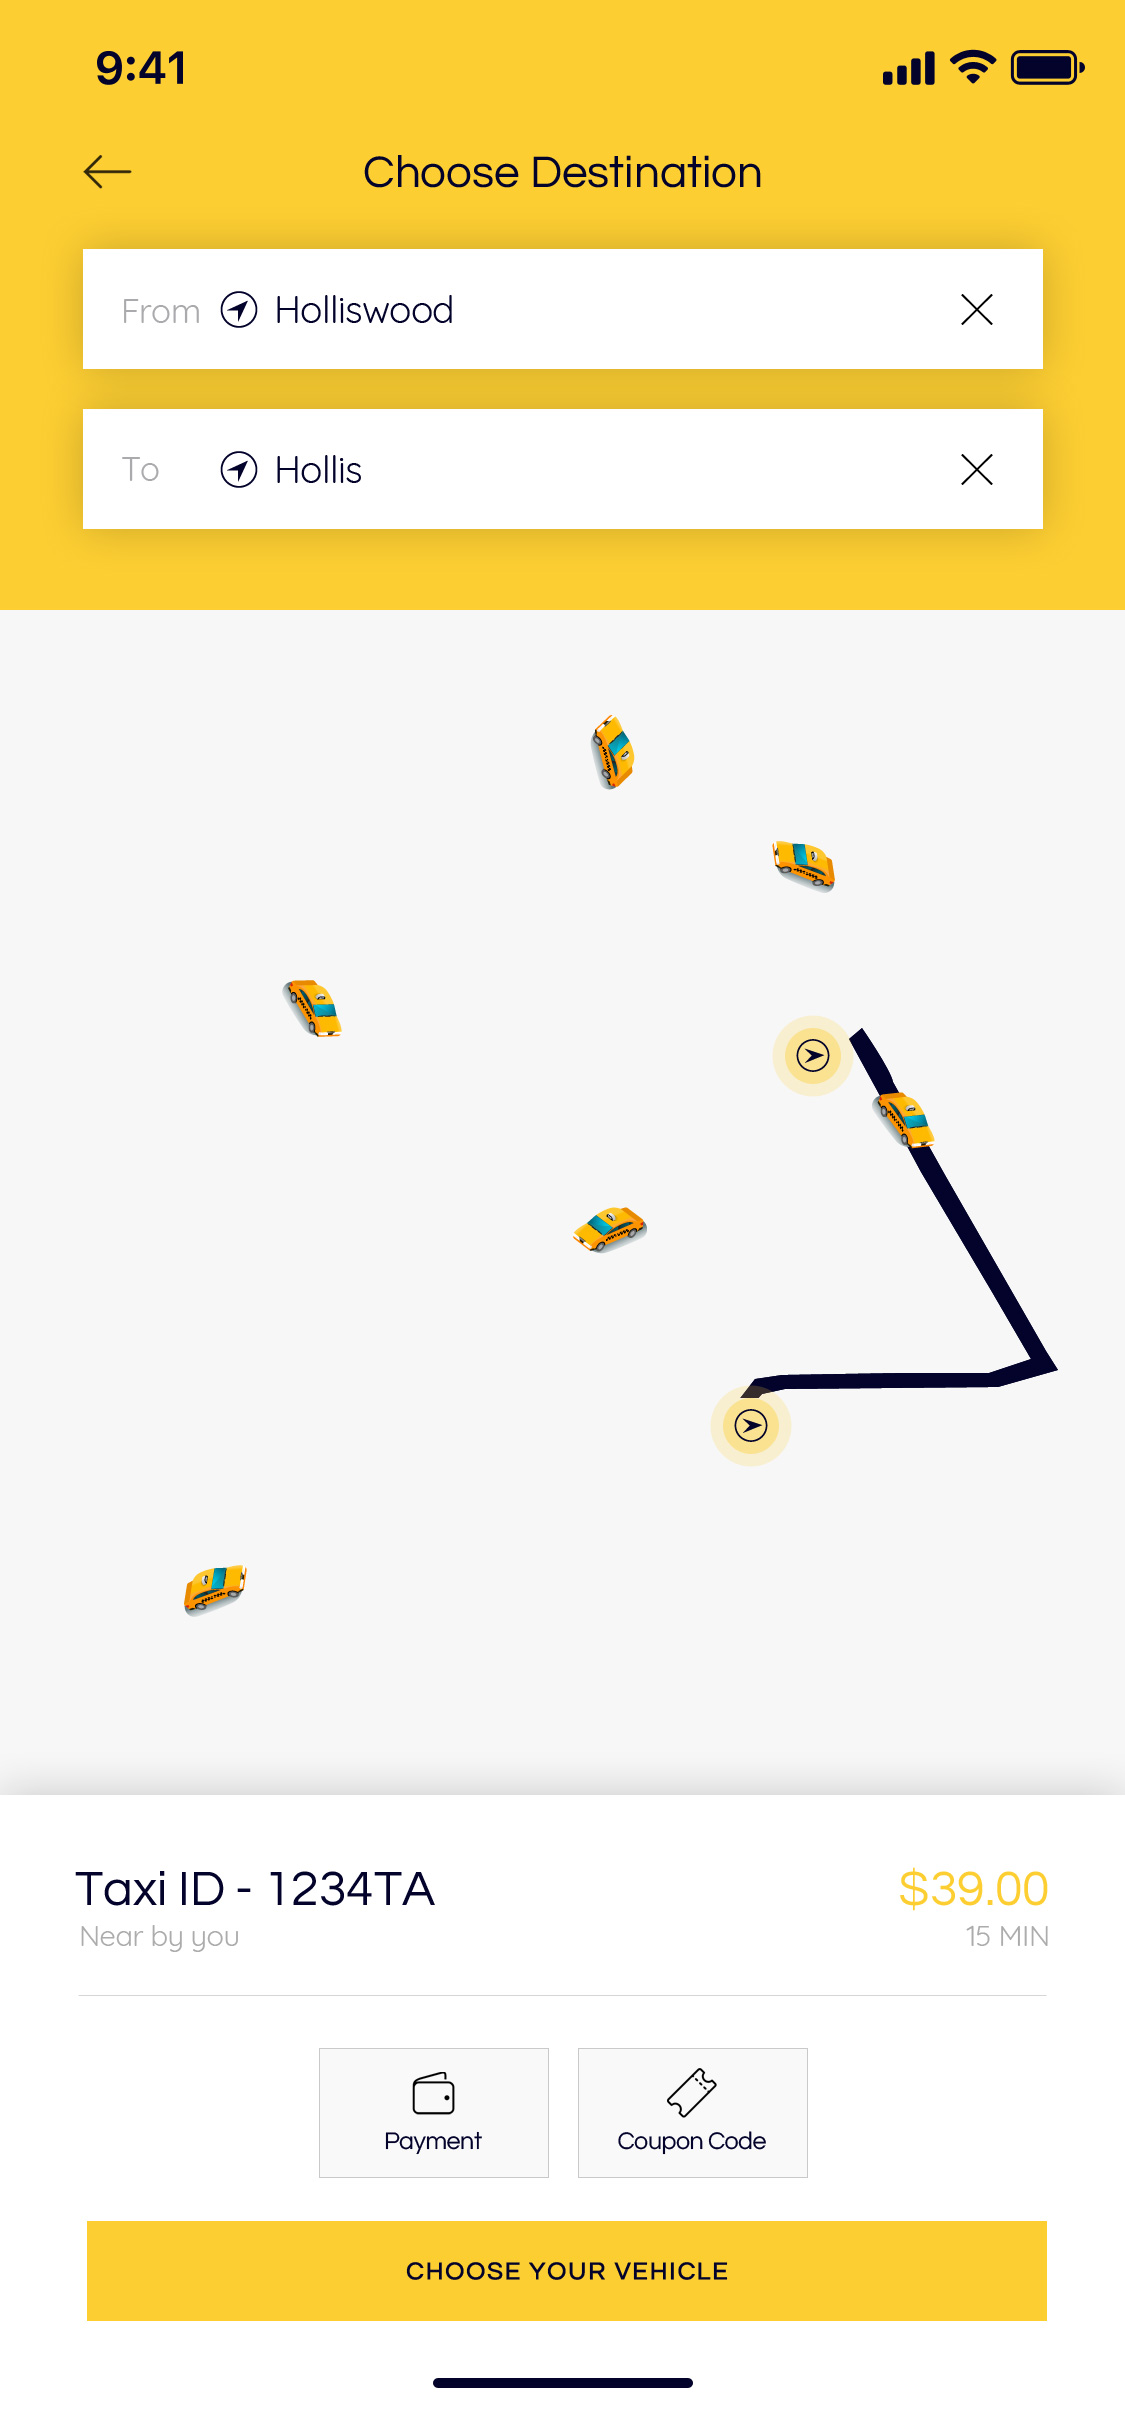 9:41
Choose Destination
From Holliswood
To Hollis
Taxi ID - 1234TA
$39.00
Near by you
15 MIN
Payment
Coupon Code
CHOOSE YOUR VEHICLE